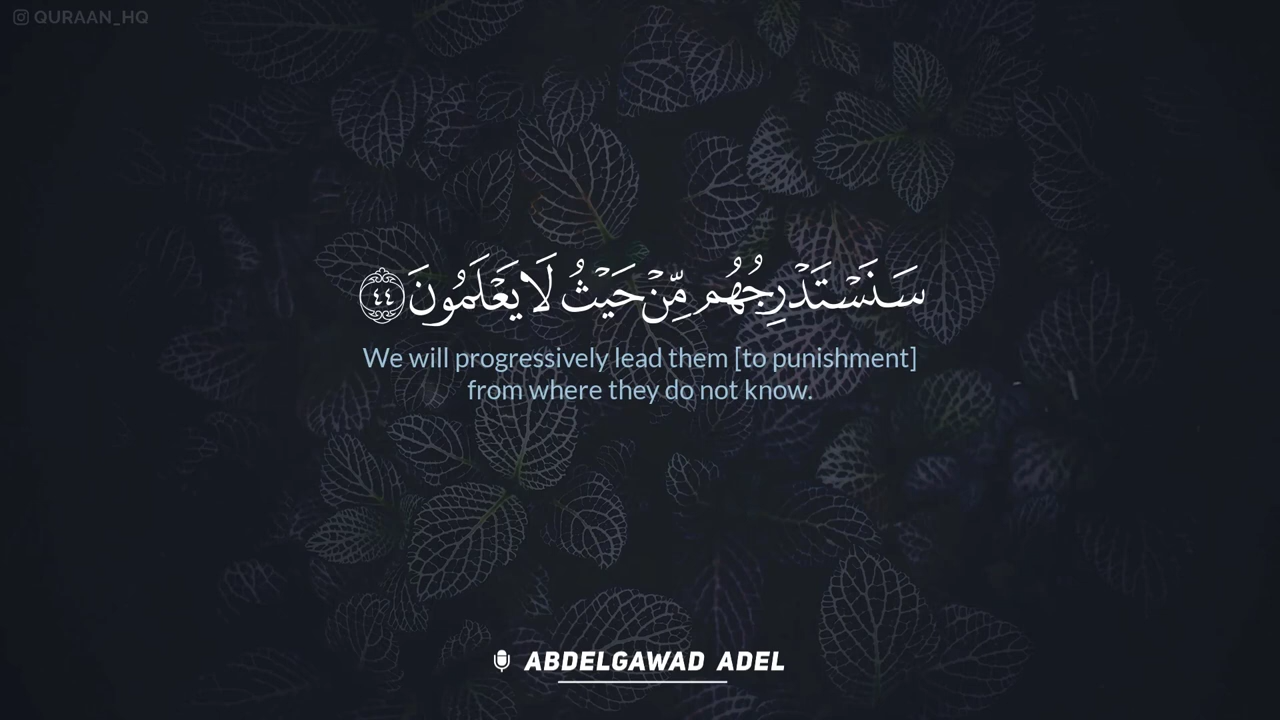 QURAAN_HQ
سَنَسْتَدْرِجُهُم مِّنْ حَيْثُ لَا يَعْلَمُونَ ٤٤
We will progressively lead them [to punishment]
from where they do not know.
ABDELGAWAD ADEL